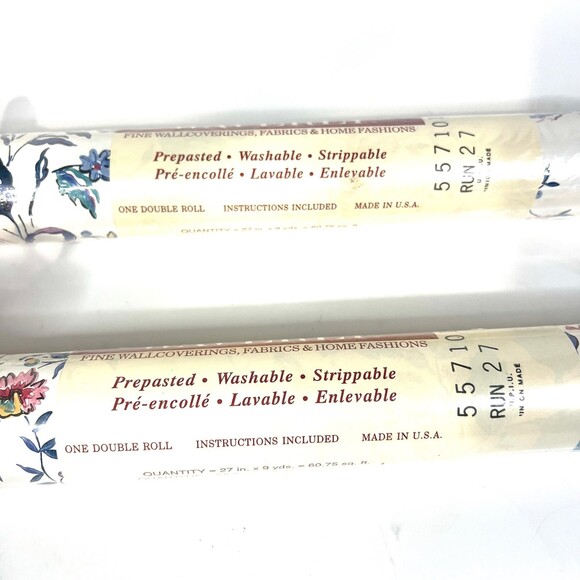 FINE WALLCOVERINGS, FABRICS & HOME FASHIONS
Prepasted • Washable • Strippable
Pré-encollé • Lavable • Enlevable
ONE DOUBLE ROLL INSTRUCTIONS INCLUDED MADE IN U.S.A.
55710
RUN 27
MADE
FINE WALLCOVERINGS, FABRICS & HOME FASHIONS
Prepasted • Washable • Strippable
Pré-encollé • Lavable • Enlevable
ONE DOUBLE ROLL INSTRUCTIONS INCLUDED MADE IN U.S.A.
QUANTITY = 27 in. x 9 yds. = 60.75 sq. ft.
55710
RUN 27
P.I.U.
MADE